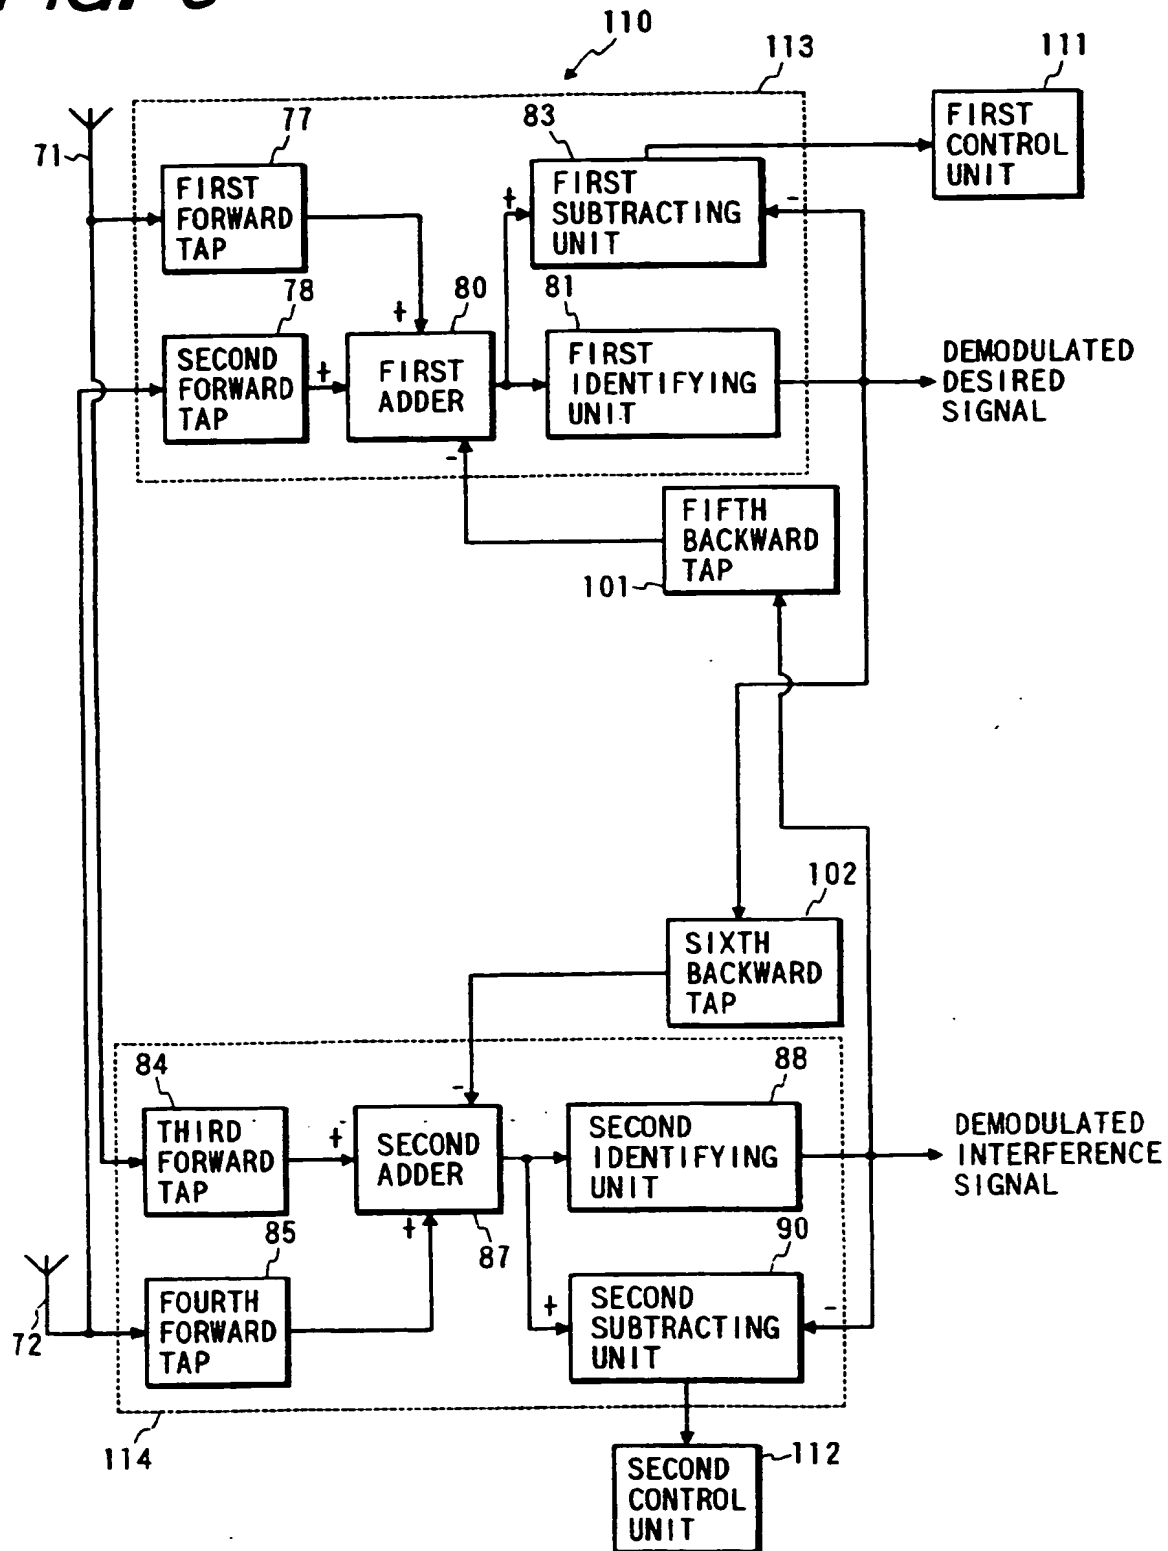 110
113
111
77
83
FIRST
CONTROL
UNIT
71
FIRST
FORWARD
TAP
+
FIRST
SUBTRACTING
UNIT
-
78
+
80
81
SECOND
FORWARD
TAP
+
FIRST
ADDER
FIRST
IDENTIFYING
UNIT
DEMODULATED
DESIRED
SIGNAL
-
FIFTH
BACKWARD
TAP
101
102
SIXTH
BACKWARD
TAP
84
88
-
THIRD
FORWARD
TAP
+
SECOND
ADDER
SECOND
IDENTIFYING
UNIT
DEMODULATED
INTERFERENCE
SIGNAL
85
+
87
90
FOURTH
FORWARD
TAP
+
SECOND
SUBTRACTING
UNIT
-
72
114
112
SECOND
CONTROL
UNIT